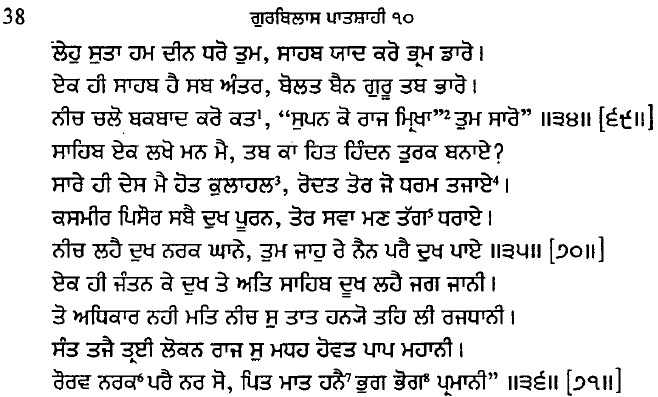 38
ਗੁਰਬਿਲਾਸ ਪਾਤਸ਼ਾਹੀ ੧੦
ਲੇਹੁ ਸੁਤਾ ਹਮ ਦੀਨ ਧਰੋ ਤੁਮ, ਸਾਹਬ ਯਾਦ ਕਰੋ ਭ੍ਰਮ ਡਾਰੋ।
ਏਕ ਹੀ ਸਾਹਬ ਹੈ ਸਬ ਅੰਤਰ, ਬੋਲਤ ਬੈਨ ਗੁਰੂ ਤਬ ਭਾਰੋ।
ਨੀਚ ਚਲੋ ਬਕਬਾਦ ਕਰੋ ਕਤ¹, “ਸੁਪਨ ਕੋ ਰਾਜ ਮ੍ਰਿਖਾ”² ਤੁਮ ਸਾਰੋ” ॥੩੪॥ [੬੯॥]
ਸਾਹਿਬ ਏਕ ਲਖੋ ਮਨ ਮੈ, ਤਬ ਕਾ ਹਿਤ ਹਿੰਦਨ ਤੁਰਕ ਬਨਾਏ?
ਸਾਰੇ ਹੀ ਦੇਸ ਮੈ ਹੋਤ ਕੁਲਾਹਲ³, ਰੋਦਤ ਤੋਰ ਜੋ ਧਰਮ ਤਜਾਏ⁴।
ਕਸਮੀਰ ਪਿਸੌਰ ਸਬੈ ਦੁਖ ਪੂਰਨ, ਤੋਰ ਸਵਾ ਮਣ ਤੱਗ⁵ ਧਰਾਏ।
ਨੀਚ ਲਹੈ ਦੁਖ ਨਰਕ ਘਾਨੇ, ਤੁਮ ਜਾਹੁ ਰੇ ਨੈਨ ਪਰੈ ਦੁਖ ਪਾਏ ॥੩੫॥ [੭੦॥]
ਏਕ ਹੀ ਜੰਤਨ ਕੇ ਦੁਖ ਤੇ ਅਤਿ ਸਾਹਿਬ ਦੂਖ ਲਹੈ ਜਗ ਜਾਨੀ।
ਤੋ ਅਧਿਕਾਰ ਨਹੀ ਮਤਿ ਨੀਚ ਸੁ ਤਾਤ ਹਨਯੋ ਤਹਿ ਲੀ ਰਜਧਾਨੀ।
ਸੰਤ ਤਜੈ ਤ੍ਰਈ ਲੋਕਨ ਰਾਜ ਸੁ ਮਧਹ ਹੋਵਤ ਪਾਪ ਮਹਾਨੀ।
ਰੌਰਵ ਨਰਕ⁶ ਪਰੈ ਨਰ ਸੋ, ਪਿਤ ਮਾਤ ਹਨੈ⁷ ਭੁਗ ਭੋਗ⁸ ਪ੍ਰਮਾਨੀ” ॥੩੬॥ [੭੧॥]